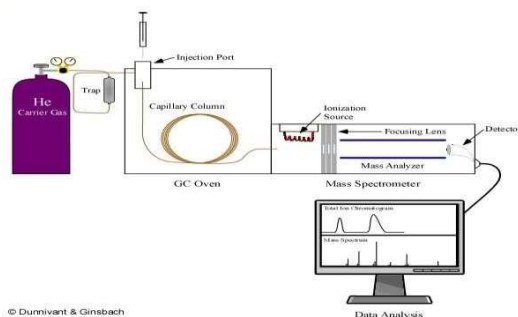 Injection Port
Trap
He
Carrier Gas
Capillary Column
Ionization
Source
Focusing Lens
Detecto
Mass Analyzer
GC Oven
Mass Spectrometer
Total Ion Chromatogram
Mass Spectrum
© Dunnivant & Ginsbach
Data Analysis